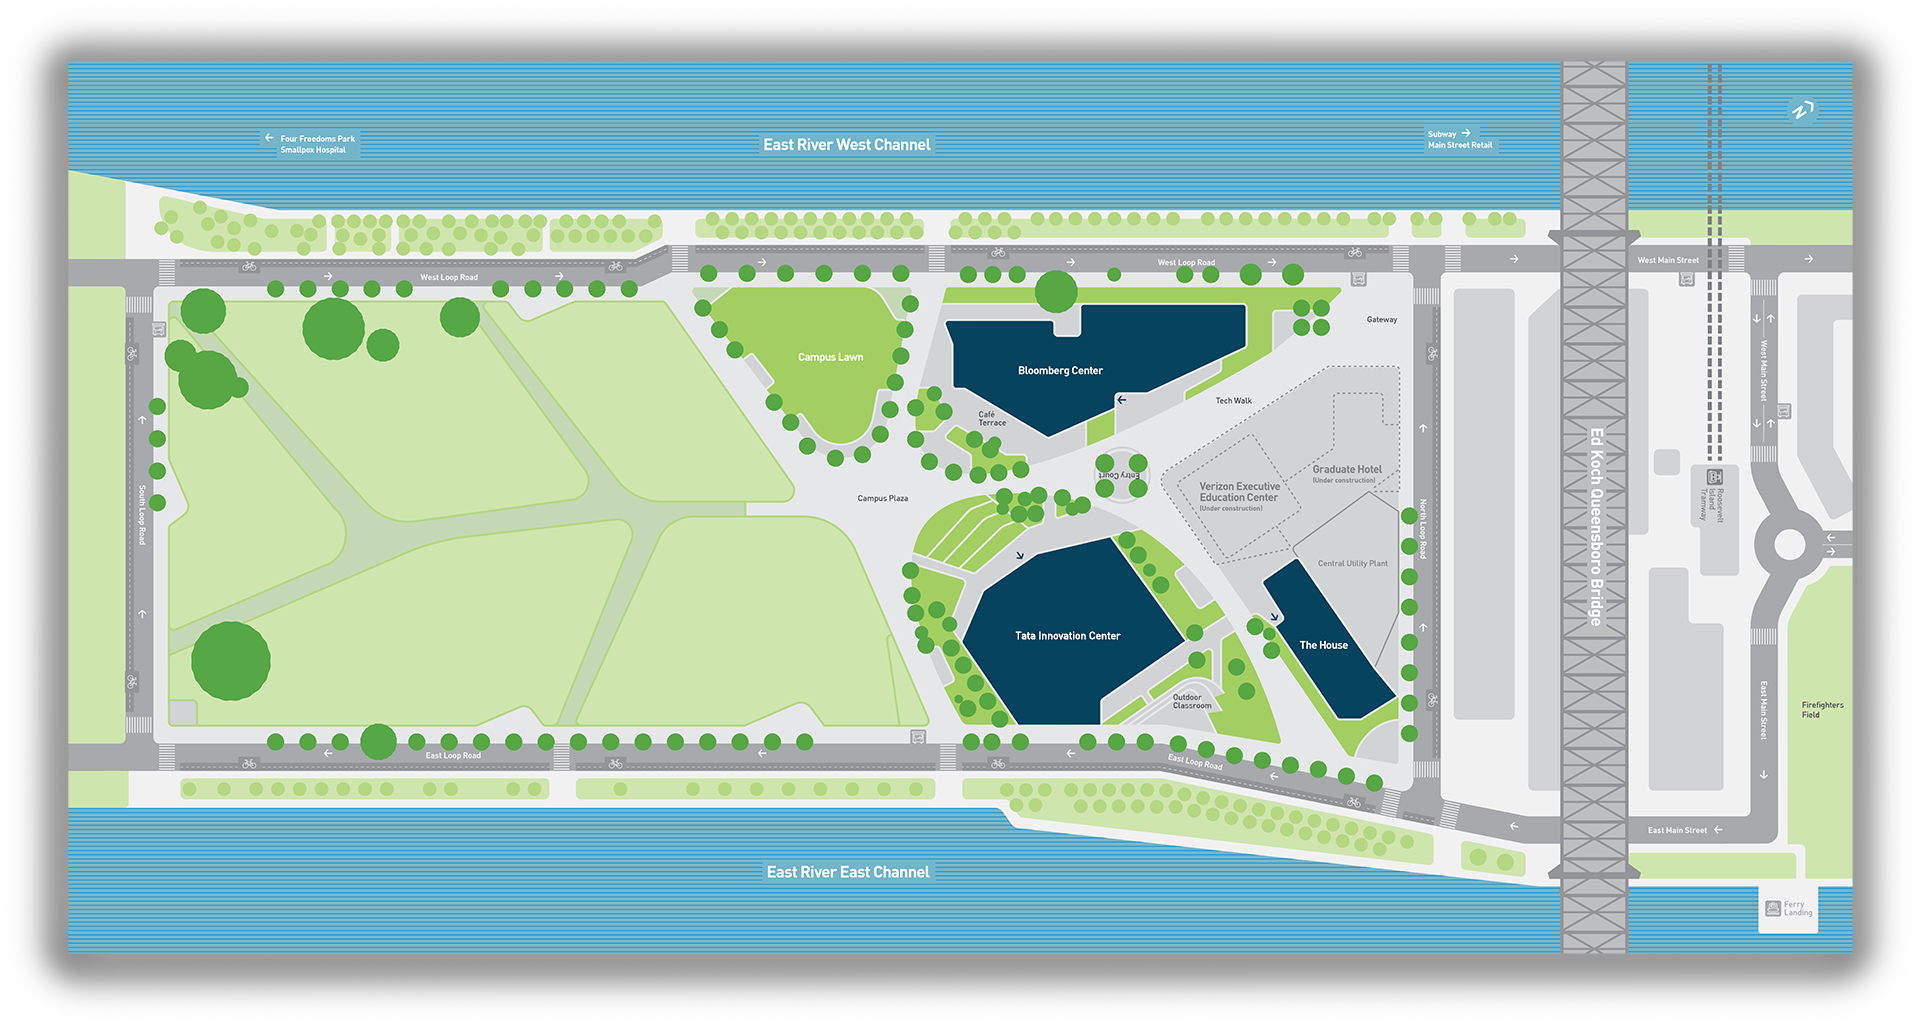 Four Freedoms Park
Smallpox Hospital
East River West Channel
Subway
Main Street Retail
N
West Loop Road
West Loop Road
West Main Street
Gateway
Campus Lawn
Bloomberg Center
Tech Walk
Café
Terrace
West Main Street
Entry Court
Graduate Hotel
(Under construction)
Verizon Executive
Education Center
(Under construction)
Campus Plaza
South Loop Road
North Loop Road
Ed Koch Queensboro Bridge
Roosevelt
Island
Tramway
Central Utility Plant
Tata Innovation Center
The House
Outdoor
Classroom
East Main Street
Firefighters
Field
East Loop Road
East Loop Road
East Main Street
East River East Channel
Ferry
Landing